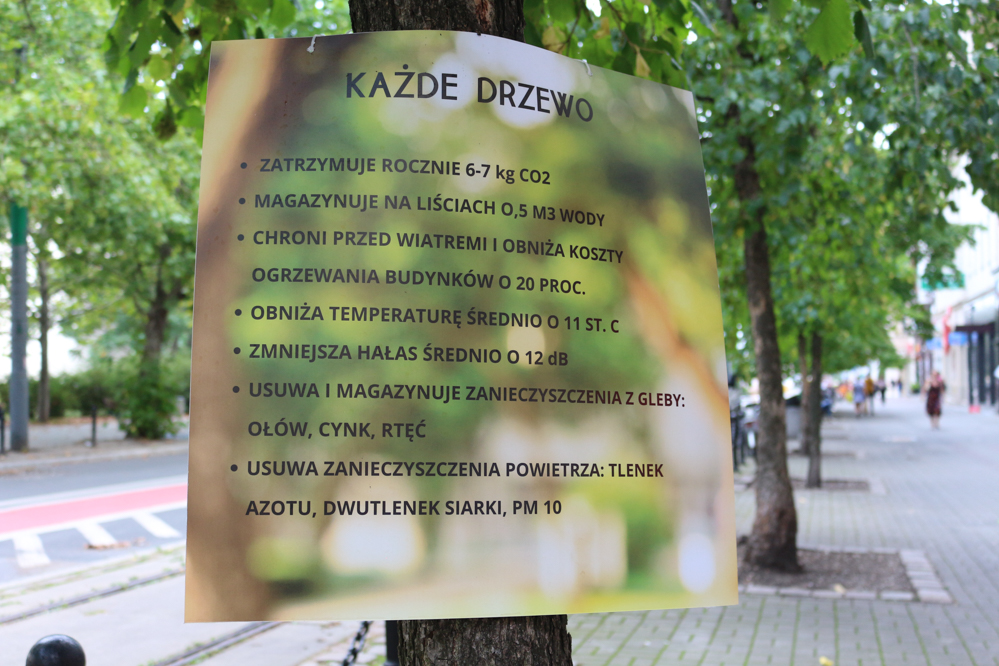 KAŻDE DRZEWO
• ZATRZYMUJE ROCZNIE 6-7 kg CO2
• MAGAZYNUJE NA LIŚCIACH 0,5 M3 WODY
• CHRONI PRZED WIATREMI I OBNIŻA KOSZTY
OGRZEWANIA BUDYNKÓW O 20 PROC.
• OBNIŻA TEMPERATURĘ ŚREDNIO O 11 ST. C
• ZMNIEJSZA HAŁAS ŚREDNIO O 12 dB
• USUWA I MAGAZYNUJE ZANIECZYSZCZENIA Z GLEBY:
OŁÓW, CYNK, RTĘĆ
• USUWA ZANIECZYSZCZENIA POWIETRZA: TLENEK
AZOTU, DWUTLENEK SIARKI, PM 10